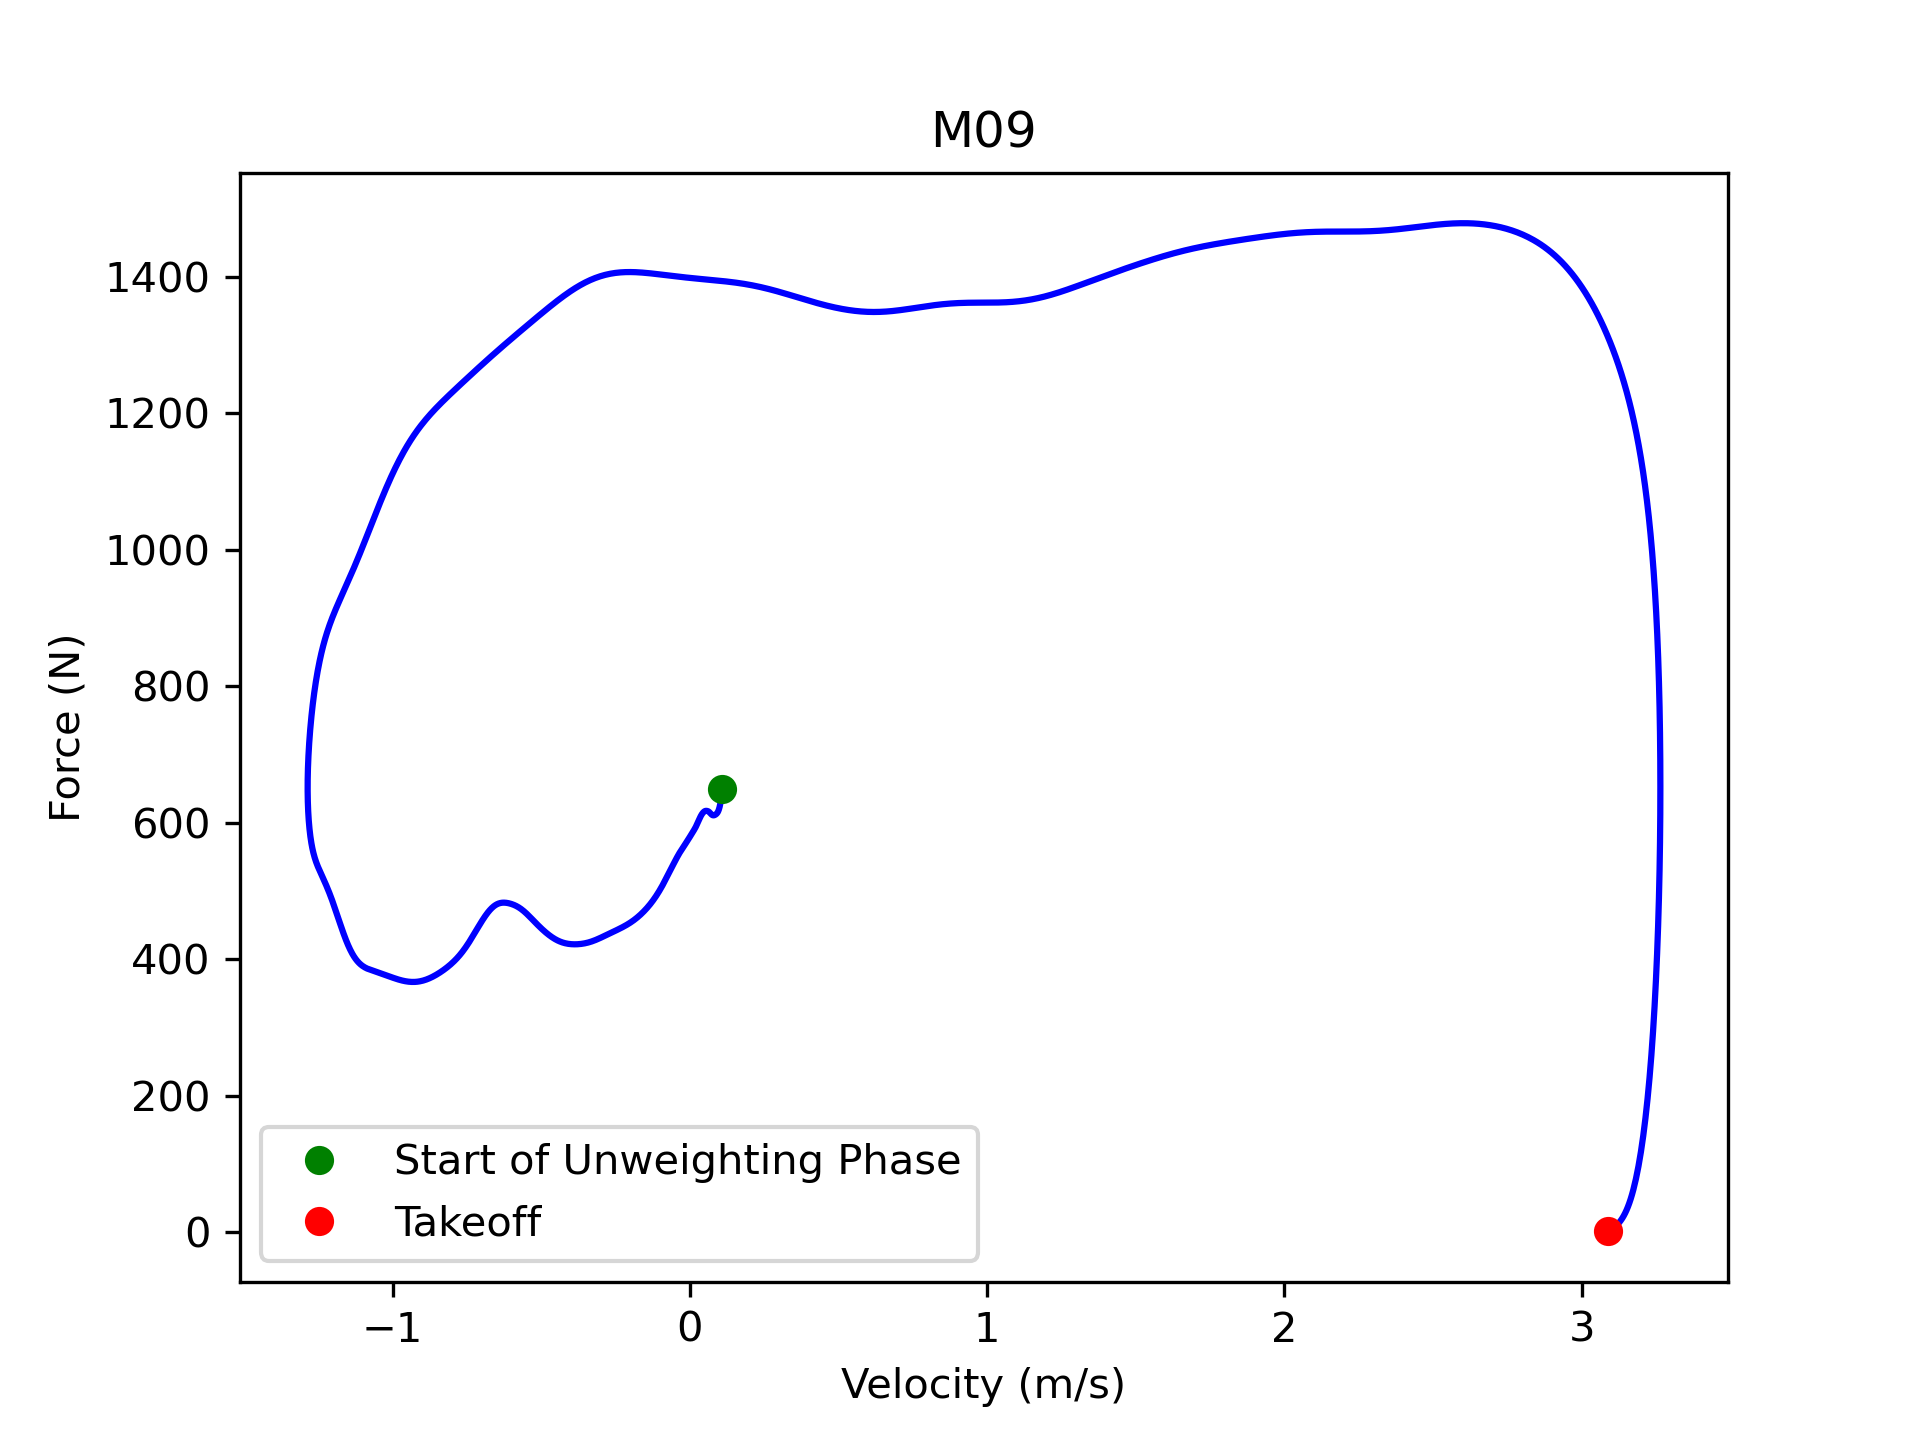 M09
1400
1200
1000
800
600
400
200
0
Force (N)
Start of Unweighting Phase
Takeoff
−1 0 1 2 3
Velocity (m/s)